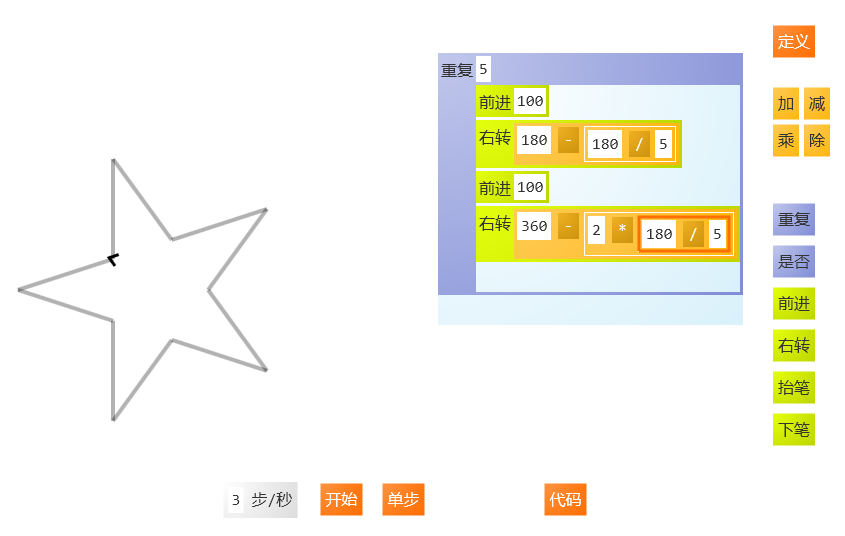 重复 5
前进 100
右转 180 - 180 / 5
前进 100
右转 360 - 2 * 180 / 5
定义
加 减
乘 除
重复
是否
前进
右转
抬笔
下笔
3 步/秒 开始 单步 代码